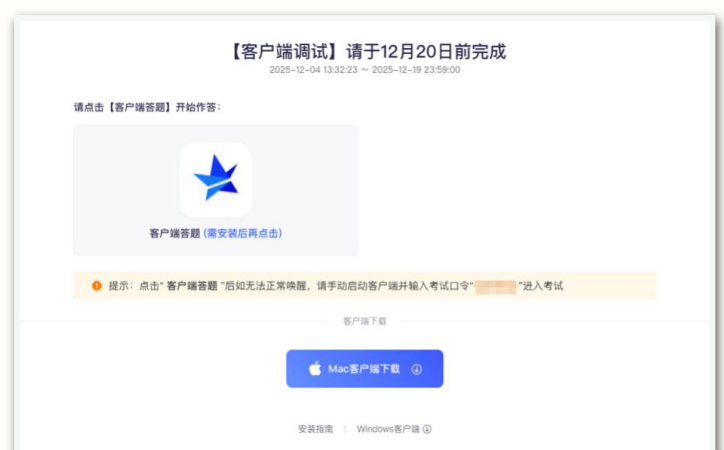 【客户端调试】请于12月20日前完成
2025-12-04 13:32:23 ~ 2025-12-19 23:59:00
请点击【客户端答题】开始作答：
客户端答题 (需安装后再点击)
提示：点击“ 客户端答题 ”后如无法正常唤醒，请手动启动客户端并输入考试口令“ ”进入考试
客户端下载
Mac客户端下载
安装指南 | Windows客户端